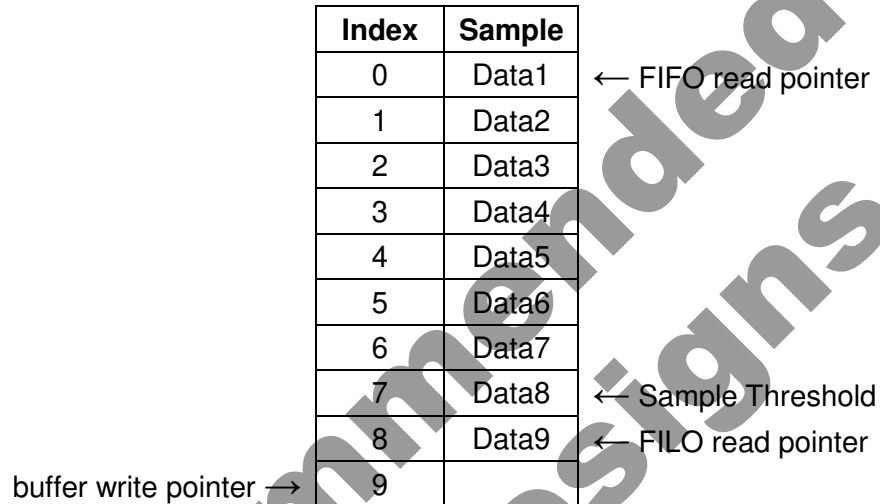 Index Sample
0 Data1 ← FIFO read pointer
1 Data2
2 Data3
3 Data4
4 Data5
5 Data6
6 Data7
7 Data8 ← Sample Threshold
8 Data9 ← FILO read pointer
buffer write pointer → 9